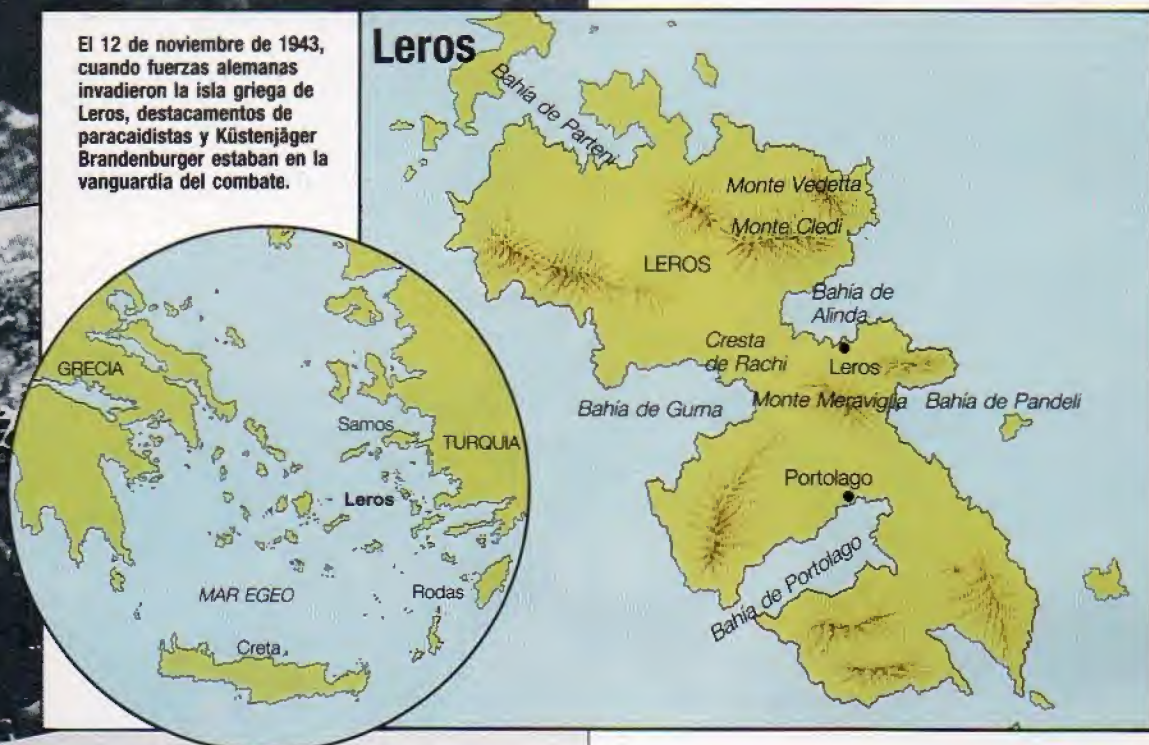 El 12 de noviembre de 1943,
cuando fuerzas alemanas
invadieron la isla griega de
Leros, destacamentos de
paracaidistas y Küstenjäger
Brandenburger estaban en la
vanguardia del combate.
Leros
Bahía de Parteni
Monte Vedetta
Monte Cledi
LEROS
Bahía de
Alinda
Cresta
de Rachi
Leros
Bahía de Gurna
Monte Meraviglia
Bahía de Pandeli
Portolago
Bahía de Portolago
GRECIA
Samos
TURQUIA
Leros
MAR EGEO
Rodas
Creta